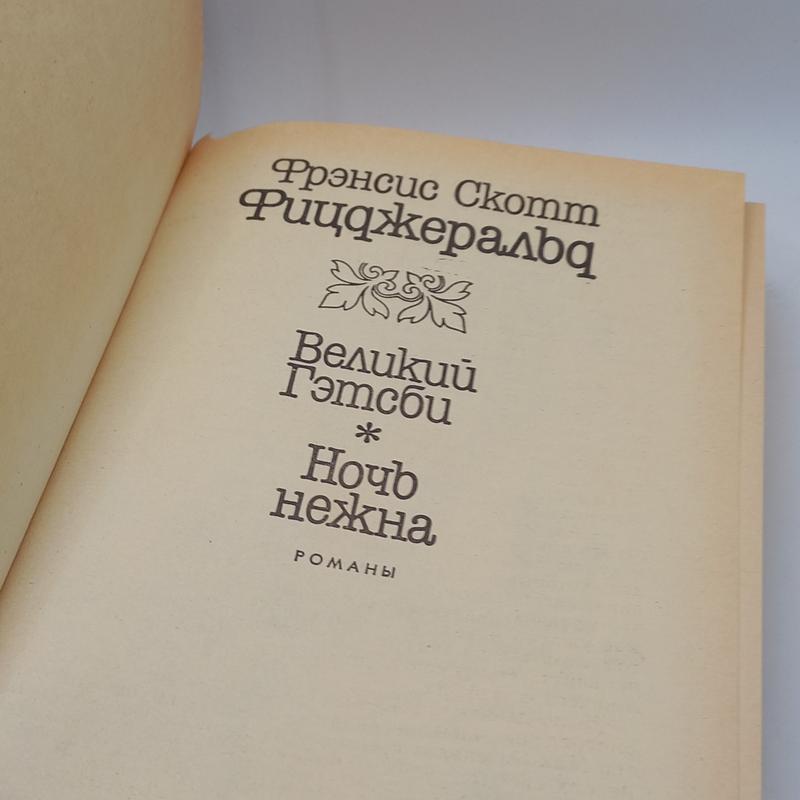 Фрэнсис Скотт
Фицджеральд
Великий
Гэтсби
*
Ночь
нежна
РОМАНЫ